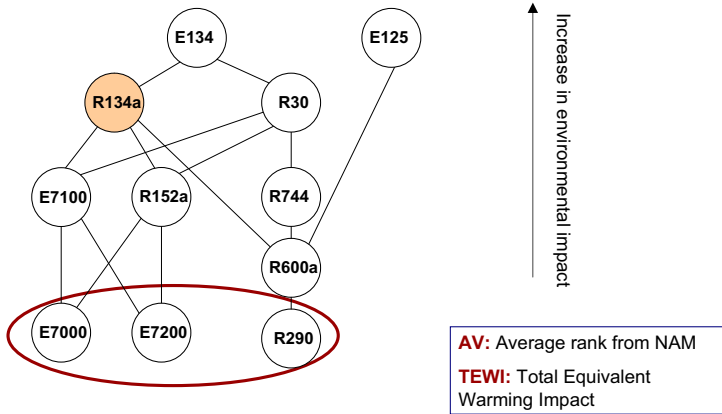 E134
E125
R134a
R30
E7100
R152a
R744
R600a
E7000
E7200
R290
Increase in environmental impact
AV: Average rank from NAM
TEWI: Total Equivalent
Warming Impact